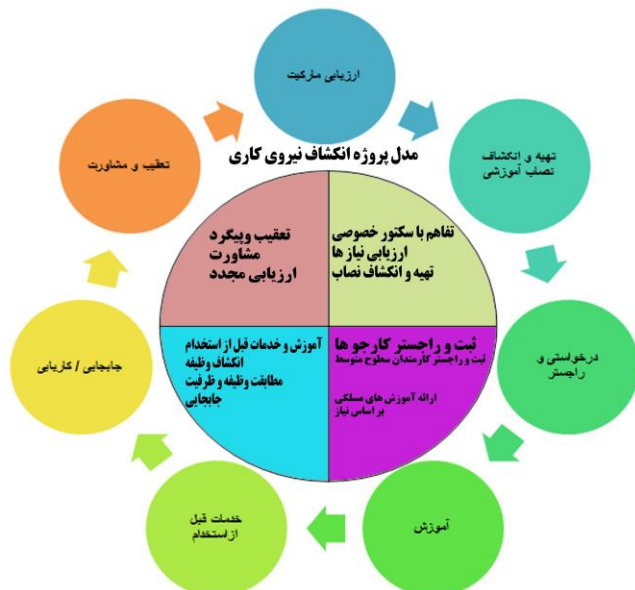 ارزیابی مارکیت
تهیه و انکشاف
نصاب آموزشی
درخواستی و
راجستر
آموزش
خدمات قبل
از استخدام
جابجایی / کاریابی
تعقیب و مشاورت
مدل پروژه انکشاف نیروی کاری
تفاهم با سکتور خصوصی
ارزیابی نیاز ها
تهیه و انکشاف نصاب
ثبت و راجستر کارجو ها
ثبت و راجستر کارمندان سطوح متوسط
ارائه آموزش های مسلکی
بر اساس نیاز
آموزش و خدمات قبل از استخدام
انکشاف وظیفه
مطابقت وظیفه و ظرفیت
جابجایی
تعقیب وپیگرد
مشاورت
ارزیابی مجدد